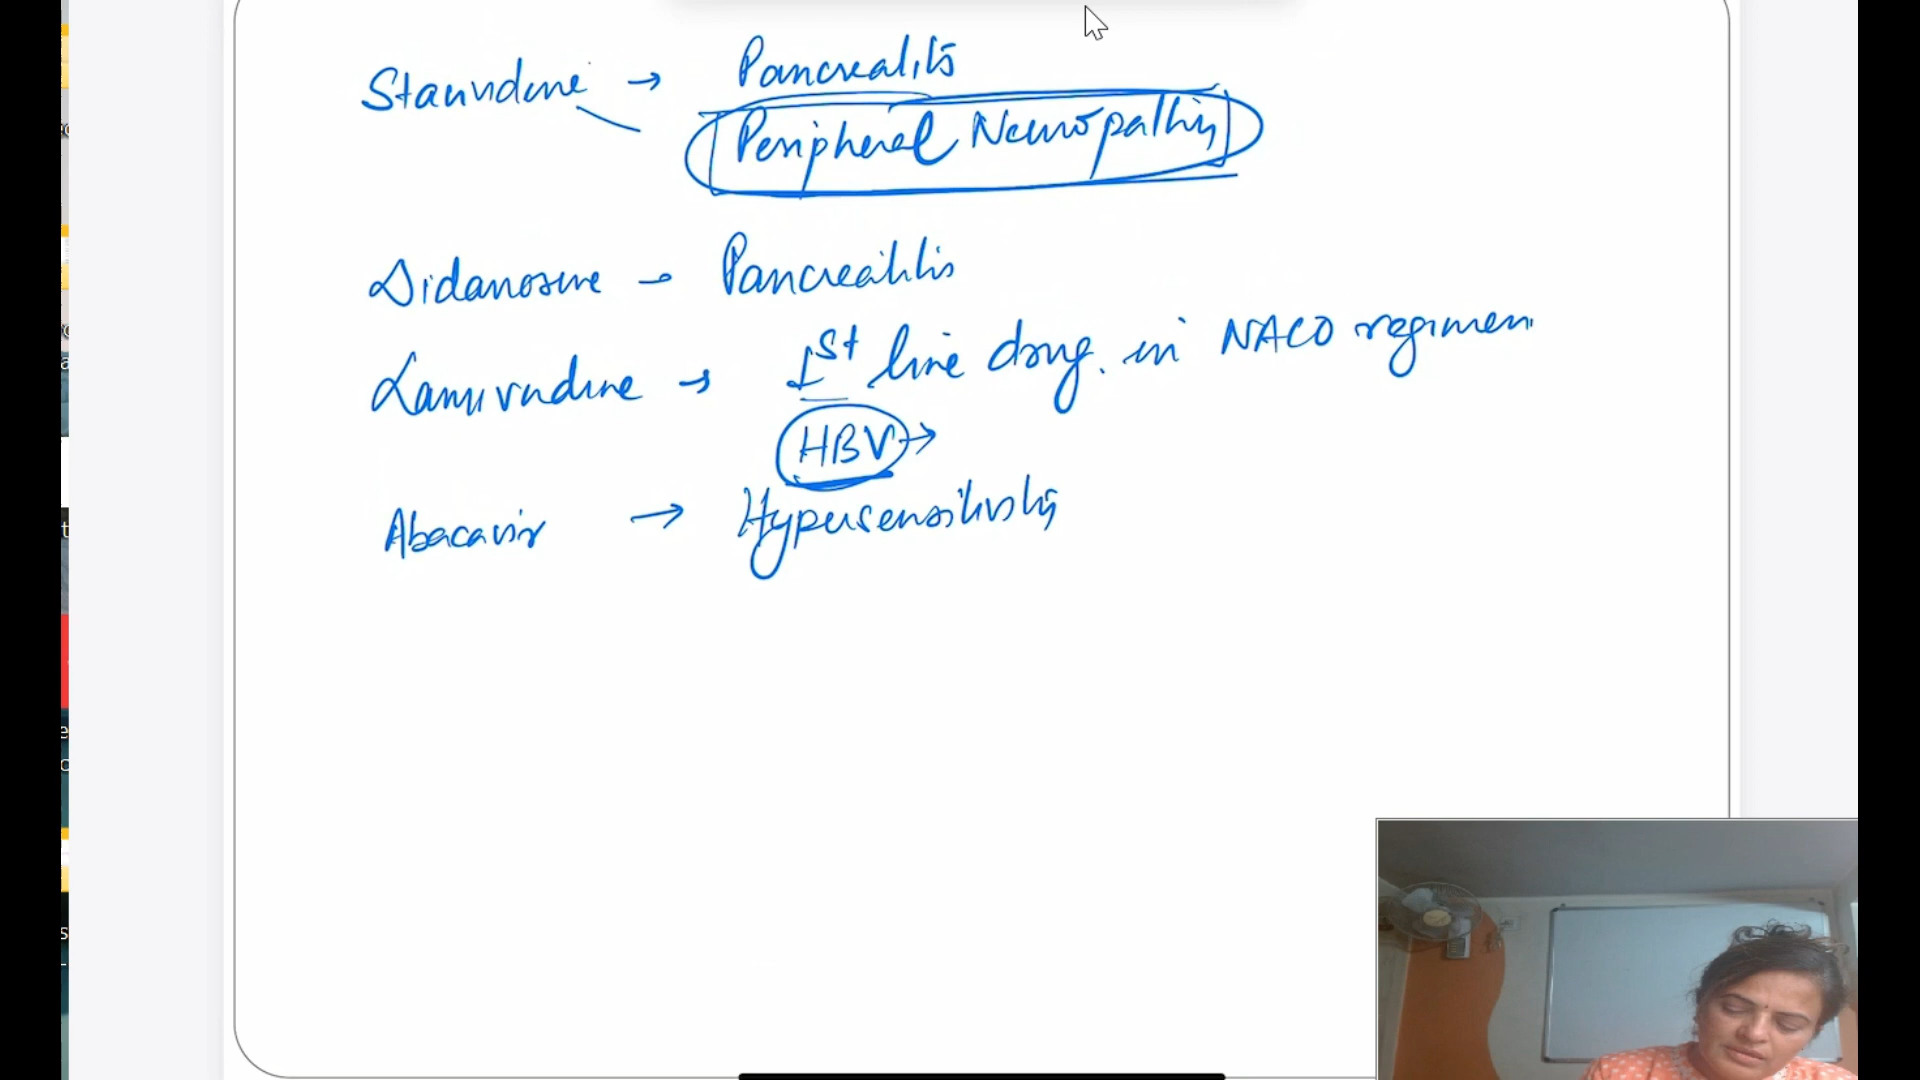 Stavudine → Pancreatitis
Peripheral Neuropathy
Didanosine → Pancreatitis
Lamivudine → 1st line drug. in NACO regimen.
HBV →
Abacavir → Hypersensitivity